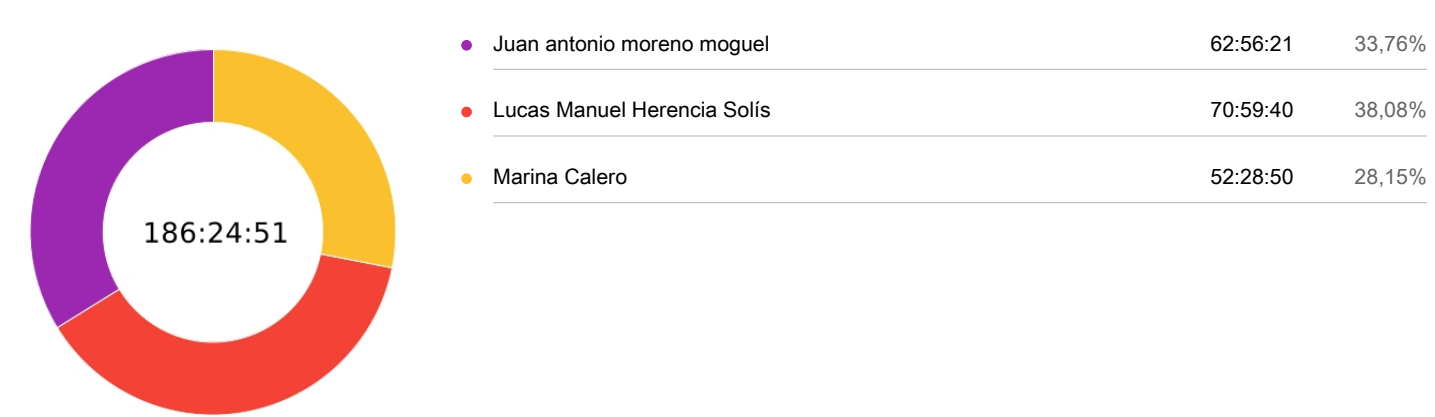 Juan antonio moreno moguel 62:56:21 33,76%
Lucas Manuel Herencia Solís 70:59:40 38,08%
Marina Calero 52:28:50 28,15%
186:24:51